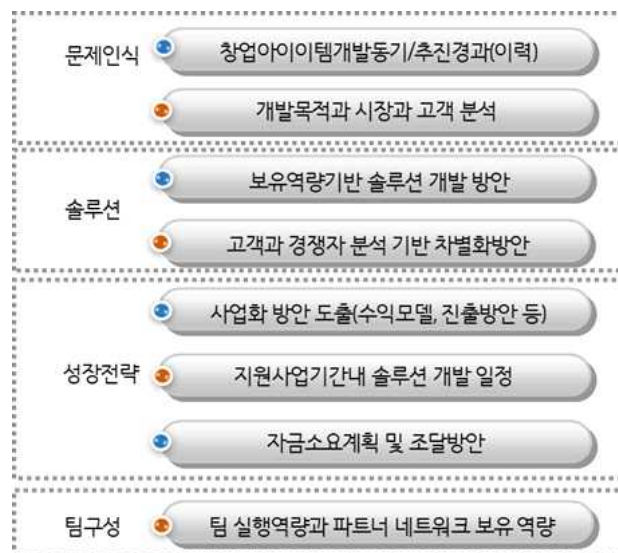 문제인식
창업아이이템개발동기/추진경과(이력)
개발목적과 시장과 고객 분석
솔루션
보유역량기반 솔루션 개발 방안
고객과 경쟁자 분석 기반 차별화방안
성장전략
사업화 방안 도출(수익모델, 진출방안 등)
지원사업기간내 솔루션 개발 일정
자금소요계획 및 조달방안
팀구성
팀 실행역량과 파트너 네트워크 보유 역량